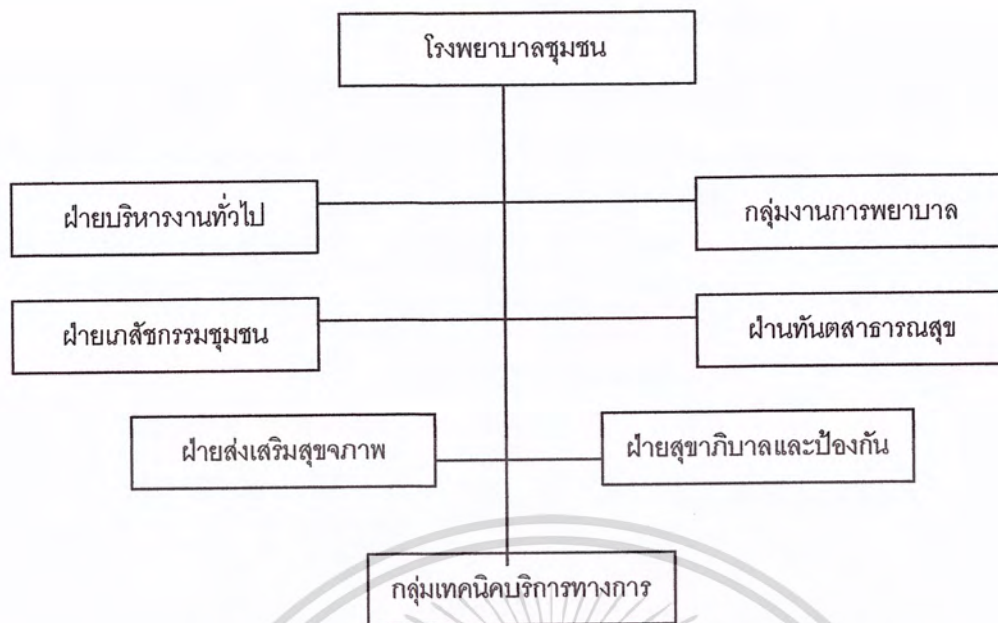 โรงพยาบาลชุมชน
ฝ่ายบริหารงานทั่วไป
กลุ่มงานการพยาบาล
ฝ่ายเภสัชกรรมชุมชน
ฝ่านทันตสาธารณสุข
ฝ่ายส่งเสริมสุขจภาพ
ฝ่ายสุขาภิบาลและป้องกัน
กลุ่มเทคนิคบริการทางการ